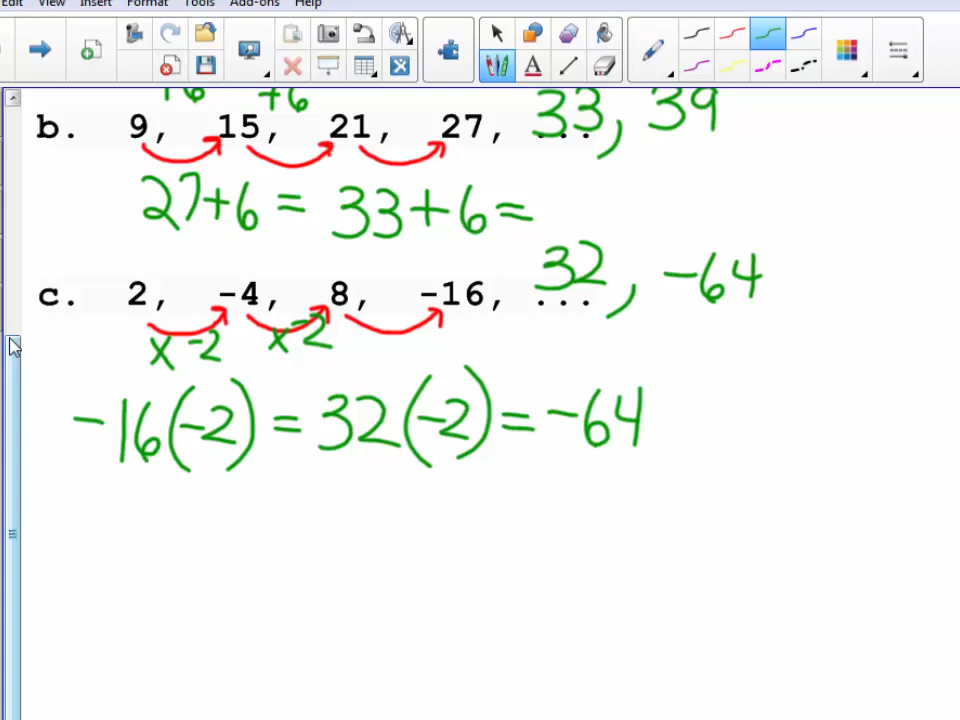 Edit View Insert Format Tools Add-ons Help
+6 +6
b. 9, 15, 21, 27, ... 33, 39
27+6 = 33+6=
c. 2, -4, 8, -16, ... 32, -64
x -2 x -2
-16(-2) = 32(-2) = -64